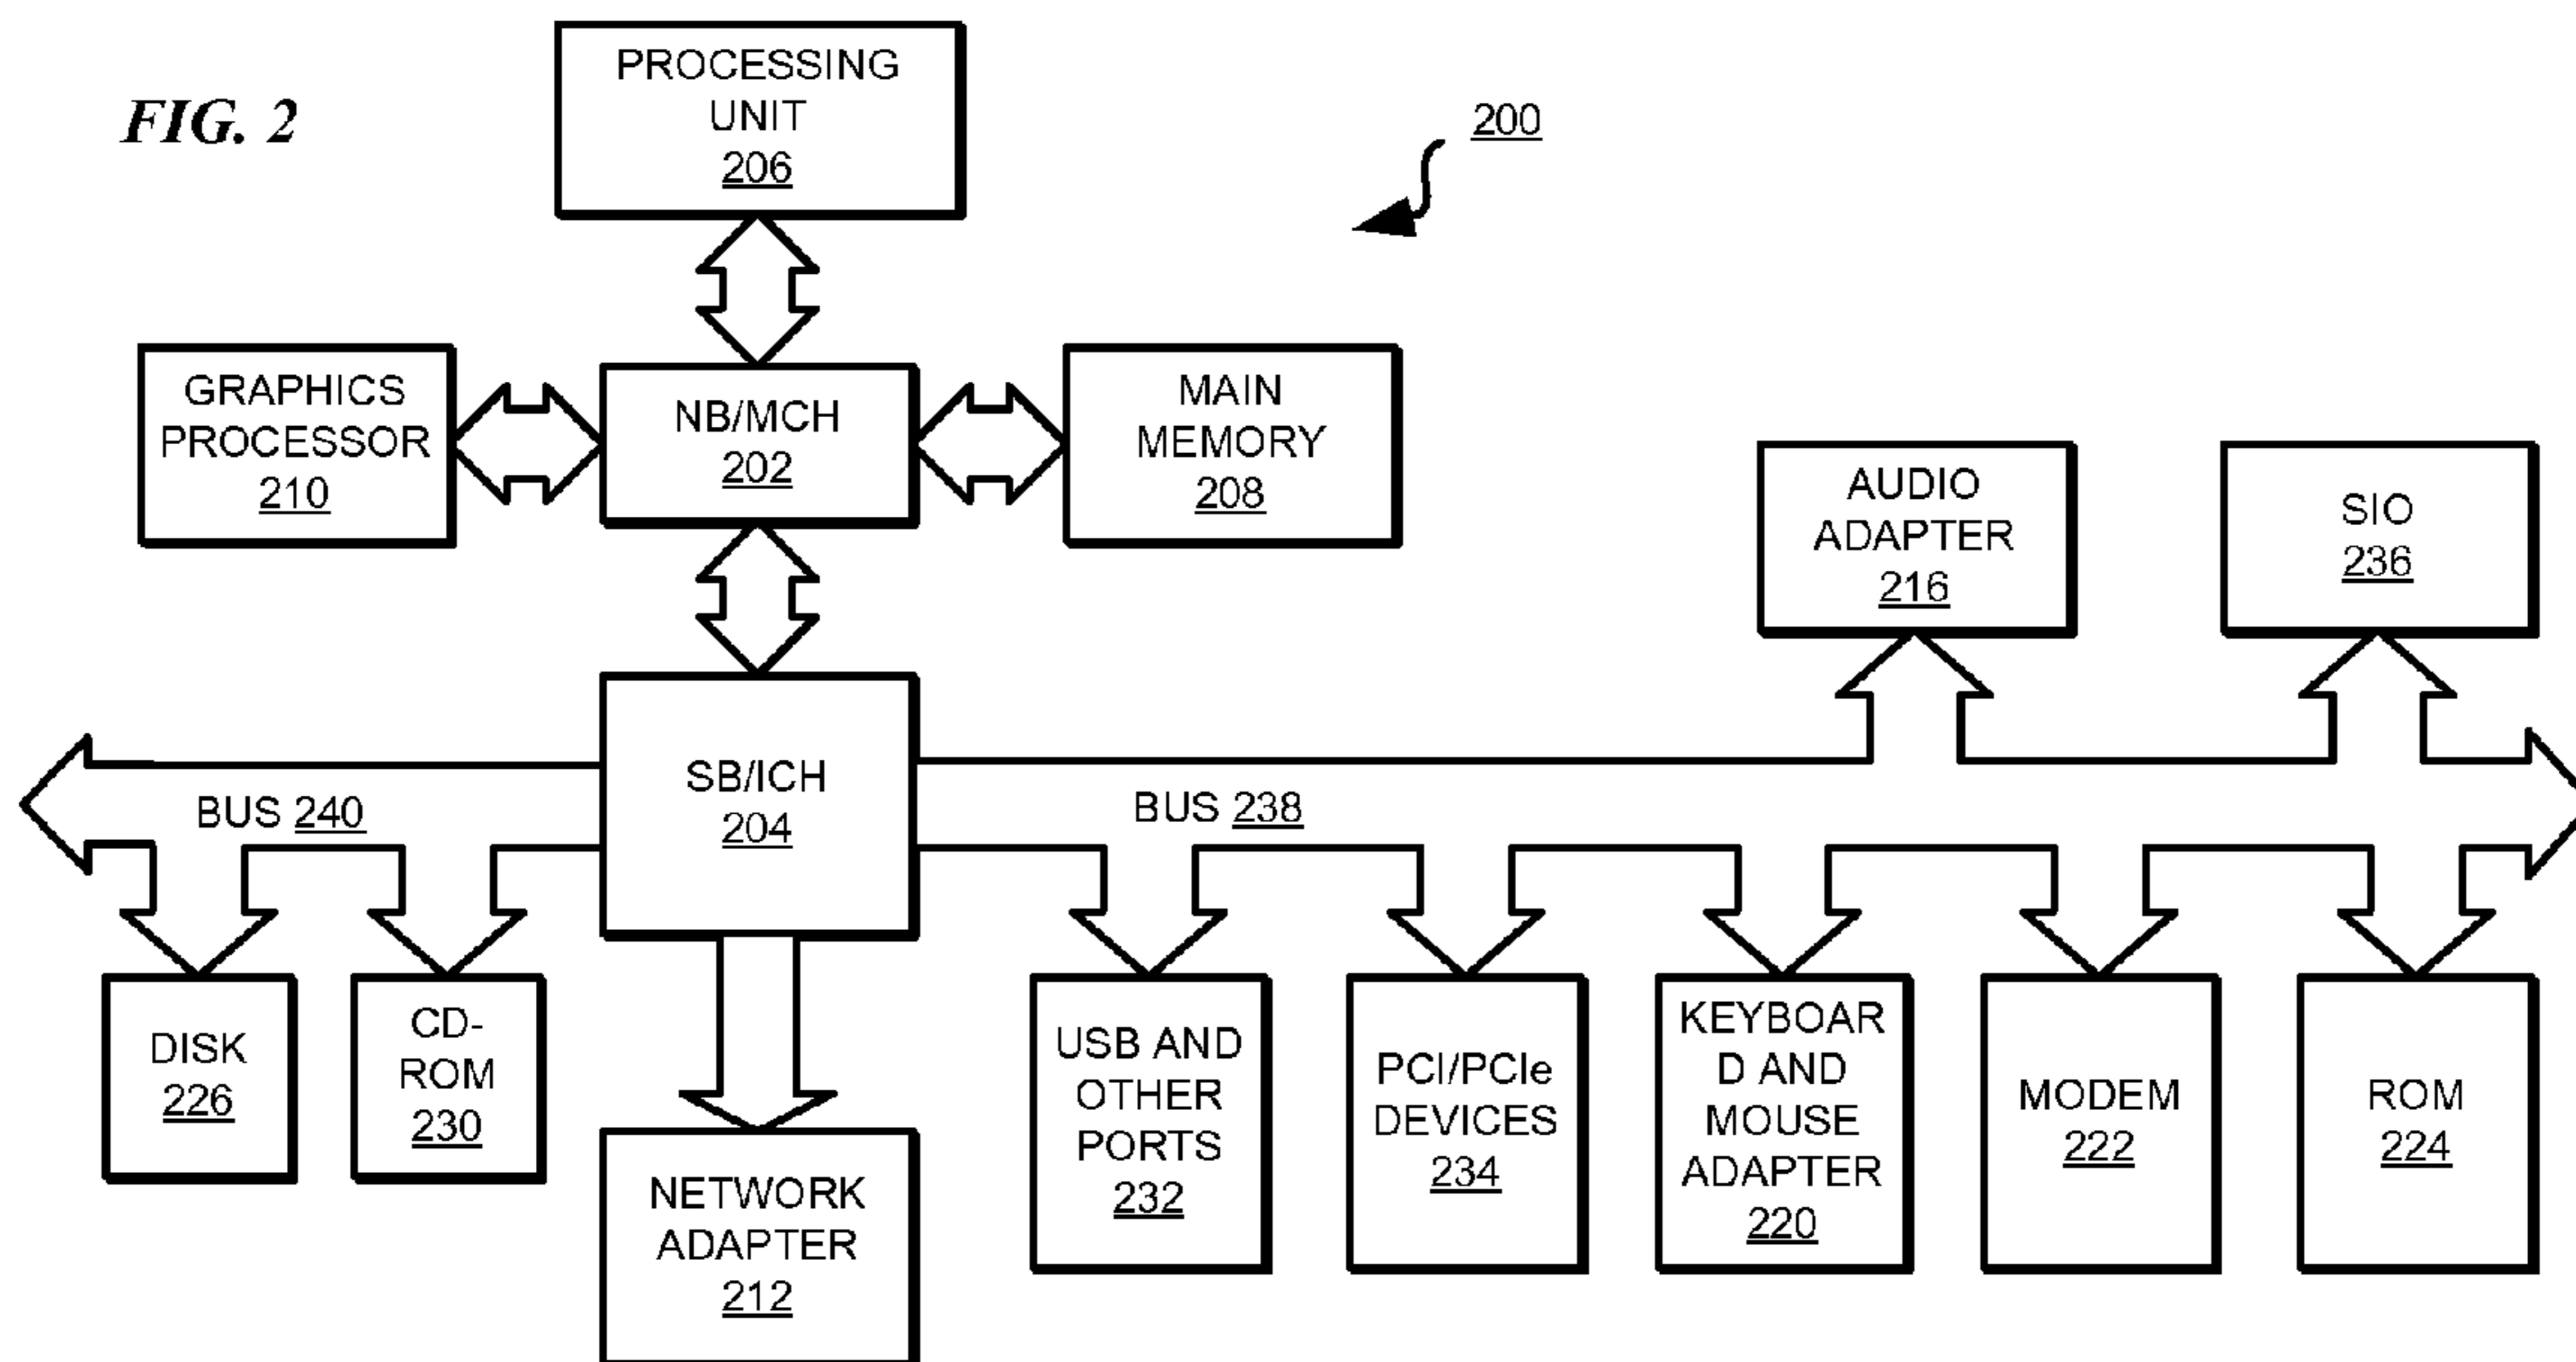 FIG. 2
PROCESSING
UNIT
206
200
GRAPHICS
PROCESSOR
210
NB/MCH
202
MAIN
MEMORY
208
AUDIO
ADAPTER
216
SIO
236
SB/ICH
204
BUS 240
BUS 238
DISK
226
CD-
ROM
230
NETWORK
ADAPTER
212
USB AND
OTHER
PORTS
232
PCI/PCIe
DEVICES
234
KEYBOAR
D AND
MOUSE
ADAPTER
220
MODEM
222
ROM
224